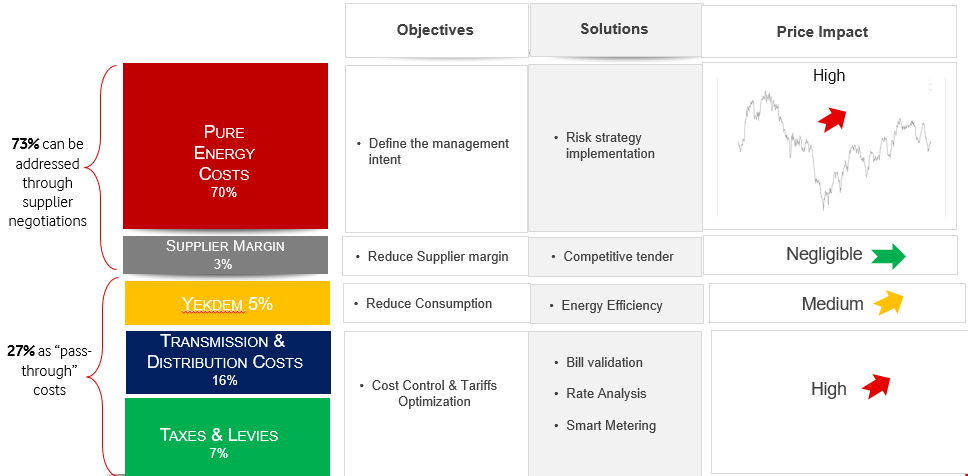 Objectives
Solutions
Price Impact
73% can be
addressed
through
supplier
negotiations
PURE
ENERGY
COSTS
70%
• Define the management
intent
• Risk strategy
implementation
High
SUPPLIER MARGIN
3%
• Reduce Supplier margin
• Competitive tender
Negligible
27% as “pass-
through”
costs
YEKDEM 5%
• Reduce Consumption
• Energy Efficiency
Medium
TRANSMISSION &
DISTRIBUTION COSTS
16%
TAXES & LEVIES
7%
• Cost Control & Tariffs
Optimization
• Bill validation
• Rate Analysis
• Smart Metering
High